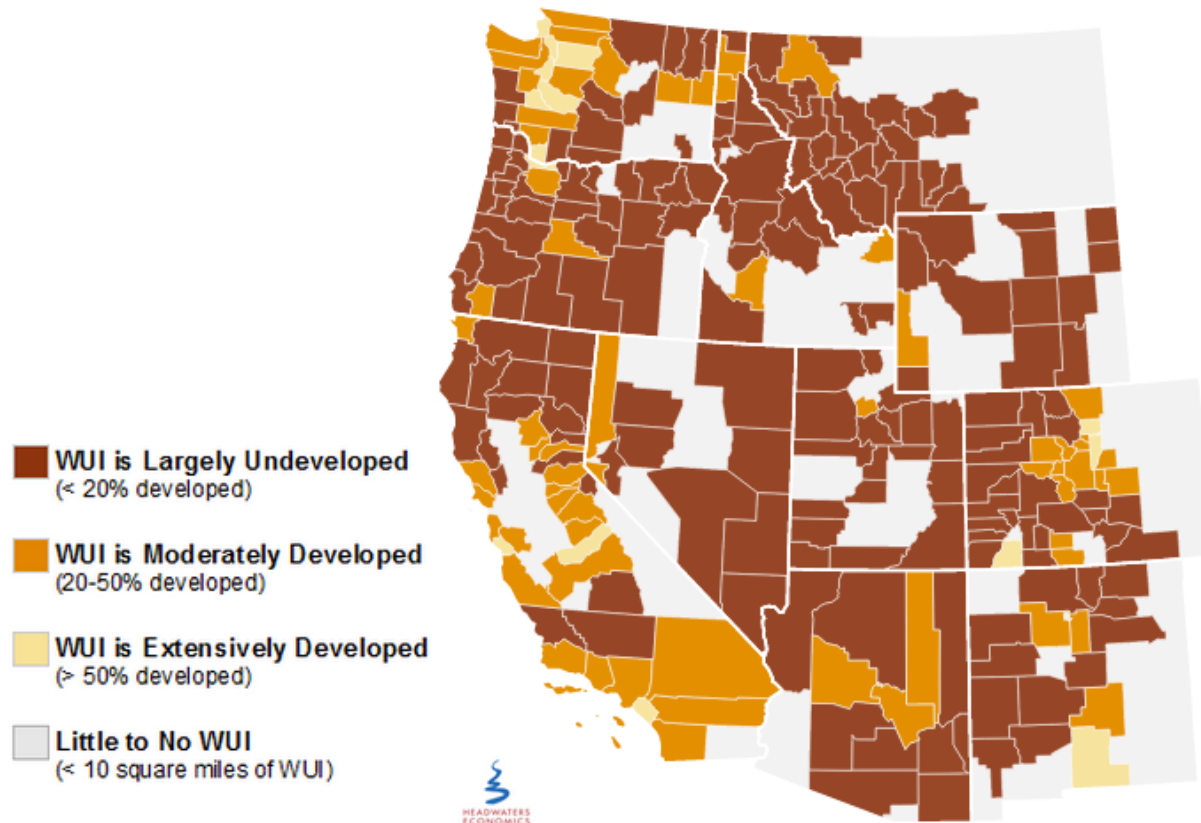 WUI is Largely Undeveloped
(< 20% developed)
WUI is Moderately Developed
(20-50% developed)
WUI is Extensively Developed
(> 50% developed)
Little to No WUI
(< 10 square miles of WUI)
HEADWATERS
ECONOMICS